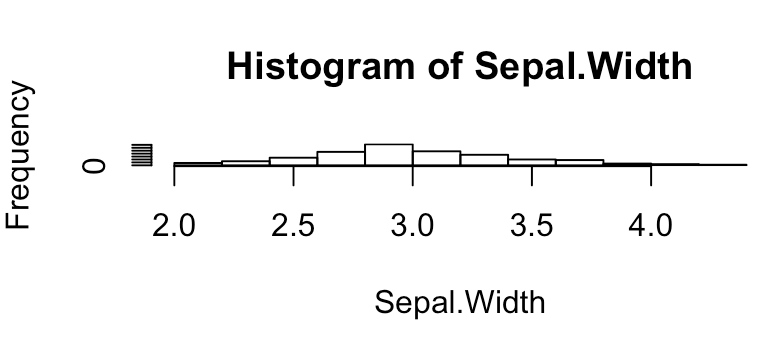 Histogram of Sepal.Width
Frequency
0
2.0 2.5 3.0 3.5 4.0
Sepal.Width